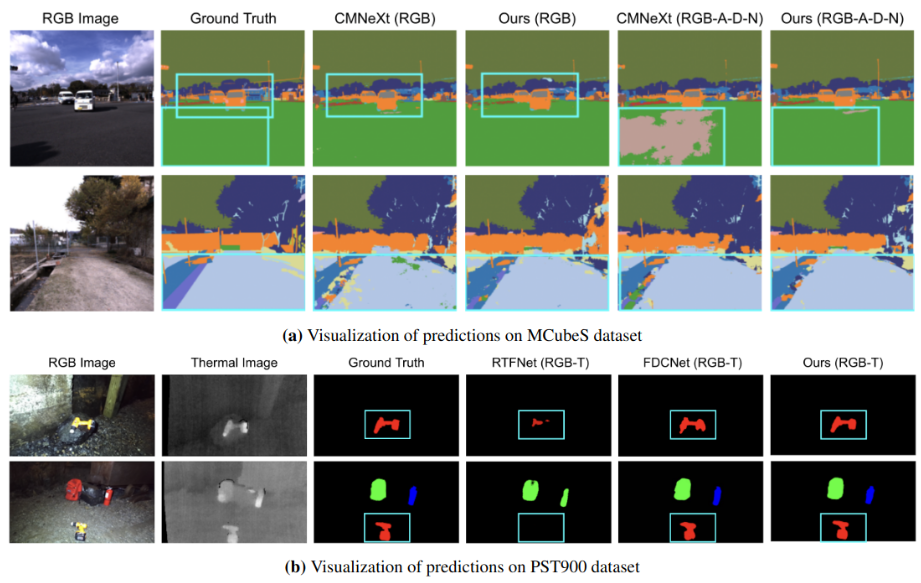 RGB Image Ground Truth CMNeXt (RGB) Ours (RGB) CMNeXt (RGB-A-D-N) Ours (RGB-A-D-N)
(a) Visualization of predictions on MCubeS dataset
RGB Image Thermal Image Ground Truth RTFNet (RGB-T) FDCNet (RGB-T) Ours (RGB-T)
(b) Visualization of predictions on PST900 dataset